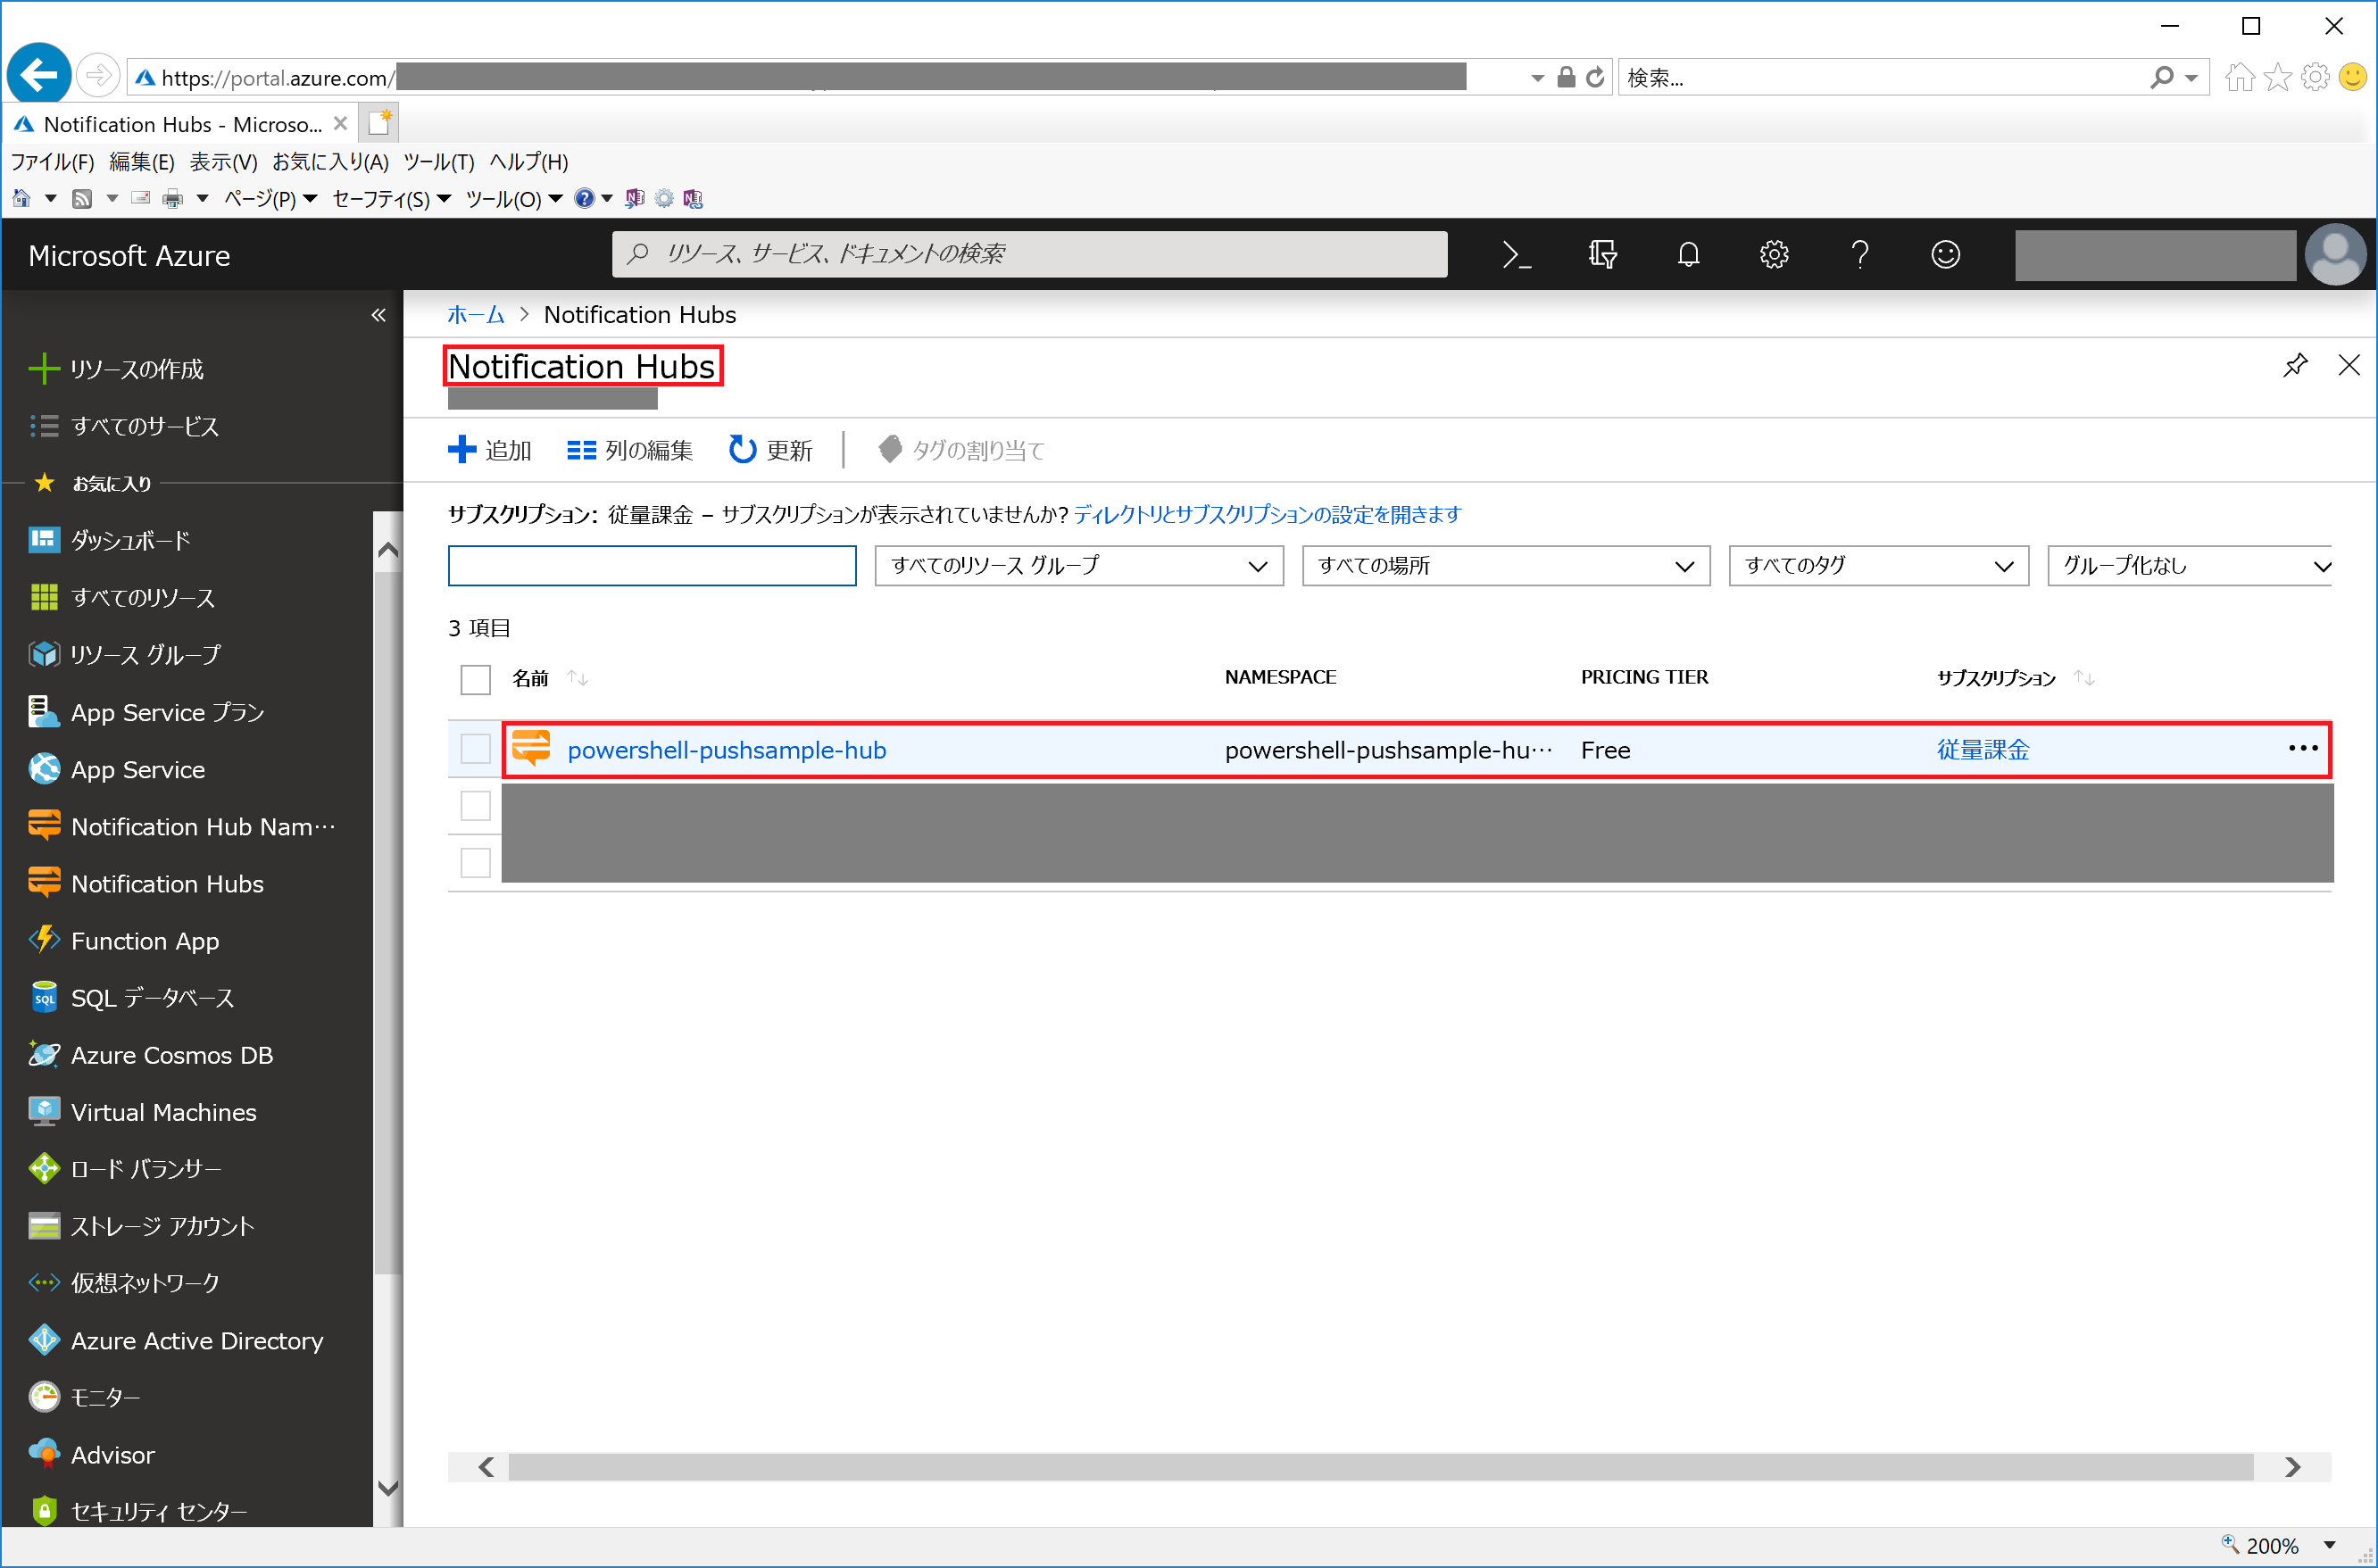 https://portal.azure.com/
検索...
Notification Hubs - Microso...
ファイル(F) 編集(E) 表示(V) お気に入り(A) ツール(T) ヘルプ(H)
ページ(P) セーフティ(S) ツール(O)
Microsoft Azure
リソース、サービス、ドキュメントの検索
リソースの作成
すべてのサービス
お気に入り
ダッシュボード
すべてのリソース
リソース グループ
App Service プラン
App Service
Notification Hub Nam…
Notification Hubs
Function App
SQL データベース
Azure Cosmos DB
Virtual Machines
ロード バランサー
ストレージ アカウント
仮想ネットワーク
Azure Active Directory
モニター
Advisor
セキュリティ センター
ホーム > Notification Hubs
Notification Hubs
追加 列の編集 更新 タグの割り当て
サブスクリプション: 従量課金 – サブスクリプションが表示されていませんか? ディレクトリとサブスクリプションの設定を開きます
すべてのリソース グループ すべての場所 すべてのタグ グループ化なし
3 項目
名前 NAMESPACE PRICING TIER サブスクリプション
powershell-pushsample-hub powershell-pushsample-hu… Free 従量課金
200%